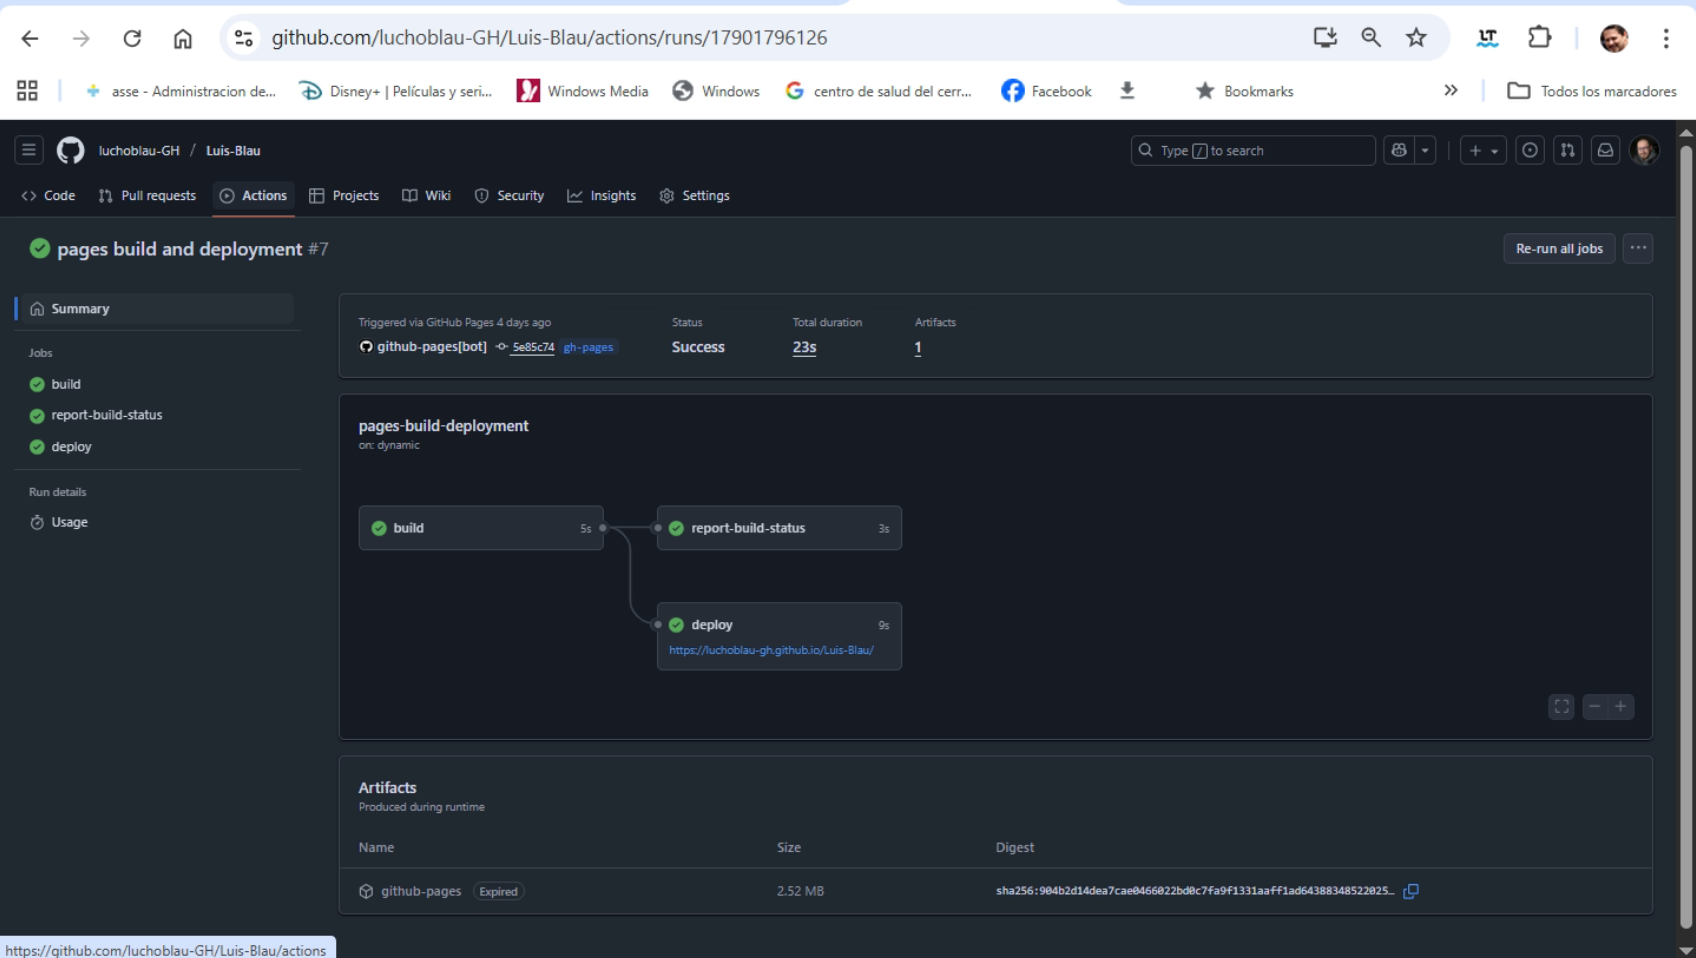 github.com/luchoblau-GH/Luis-Blau/actions/runs/17901796126
asse - Administracion de...
Disney+ | Películas y seri...
Windows Media
Windows
centro de salud del cerr...
Facebook
Bookmarks
Todos los marcadores
luchoblau-GH / Luis-Blau
Type / to search
Code
Pull requests
Actions
Projects
Wiki
Security
Insights
Settings
pages build and deployment #7
Re-run all jobs
Summary
Jobs
build
report-build-status
deploy
Run details
Usage
Triggered via GitHub Pages 4 days ago
github-pages[bot] 5e85c74 gh-pages
Status
Success
Total duration
23s
Artifacts
1
pages-build-deployment
on: dynamic
build 5s
report-build-status 3s
deploy 9s
https://luchoblau-gh.github.io/Luis-Blau/
Artifacts
Produced during runtime
Name Size Digest
github-pages Expired 2.52 MB sha256:904b2d14dea7cae0466022bd0c7fa9f1331aaff1ad64388348522025…
https://github.com/luchoblau-GH/Luis-Blau/actions